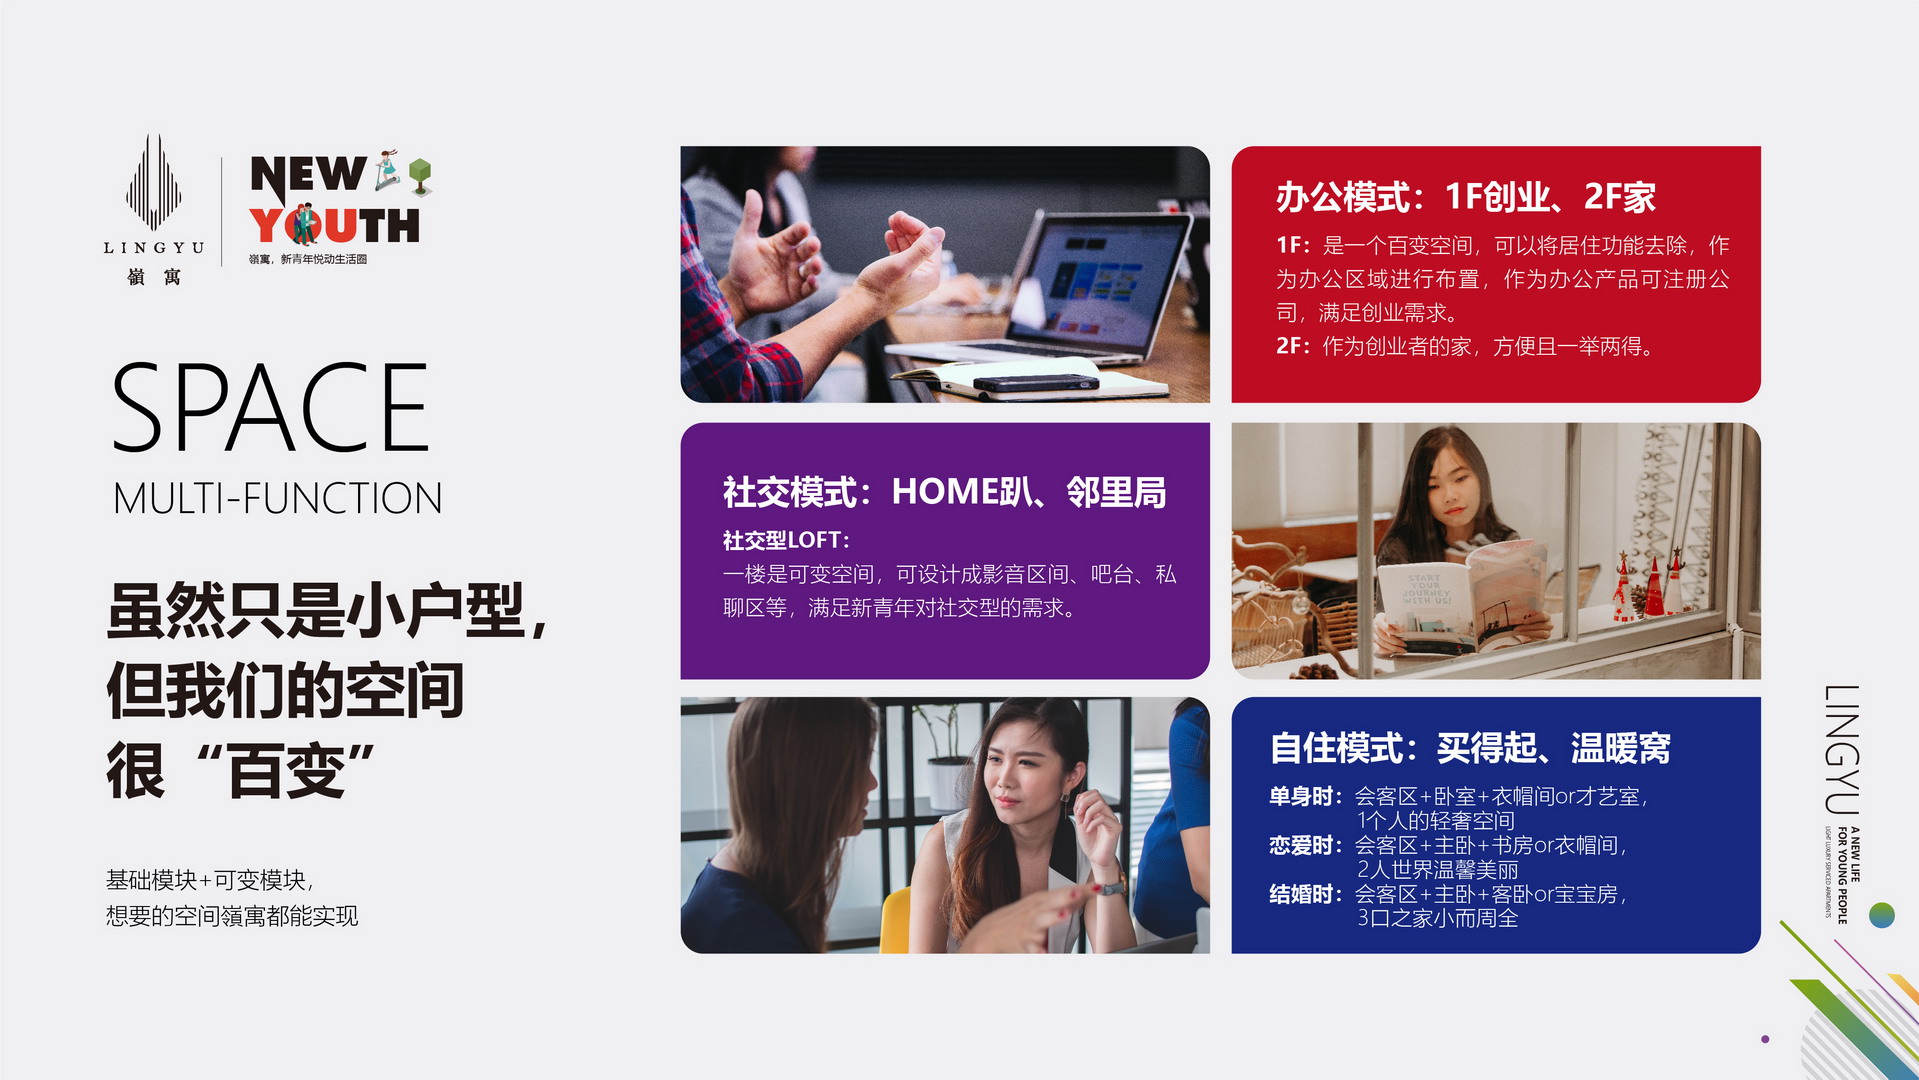 LINGYU
嶺寓
NEW
YOUTH
嶺寓，新青年悦动生活圈
SPACE
MULTI-FUNCTION
虽然只是小户型，
但我们的空间
很“百变”
基础模块+可变模块，
想要的空间嶺寓都能实现
办公模式：1F创业、2F家
1F：是一个百变空间，可以将居住功能去除，作
为办公区域进行布置，作为办公产品可注册公
司，满足创业需求。
2F：作为创业者的家，方便且一举两得。
社交模式：HOME趴、邻里局
社交型LOFT：
一楼是可变空间，可设计成影音区间、吧台、私
聊区等，满足新青年对社交型的需求。
START
YOUR
JOURNEY
WITH US!
自住模式：买得起、温暖窝
单身时：会客区+卧室+衣帽间or才艺室，
1个人的轻奢空间
恋爱时：会客区+主卧+书房or衣帽间，
2人世界温馨美丽
结婚时：会客区+主卧+客卧or宝宝房，
3口之家小而周全
LINGYU
A NEW LIFE
FOR YOUNG PEOPLE
LIGHT LUXURY SERVICED APARTMENTS